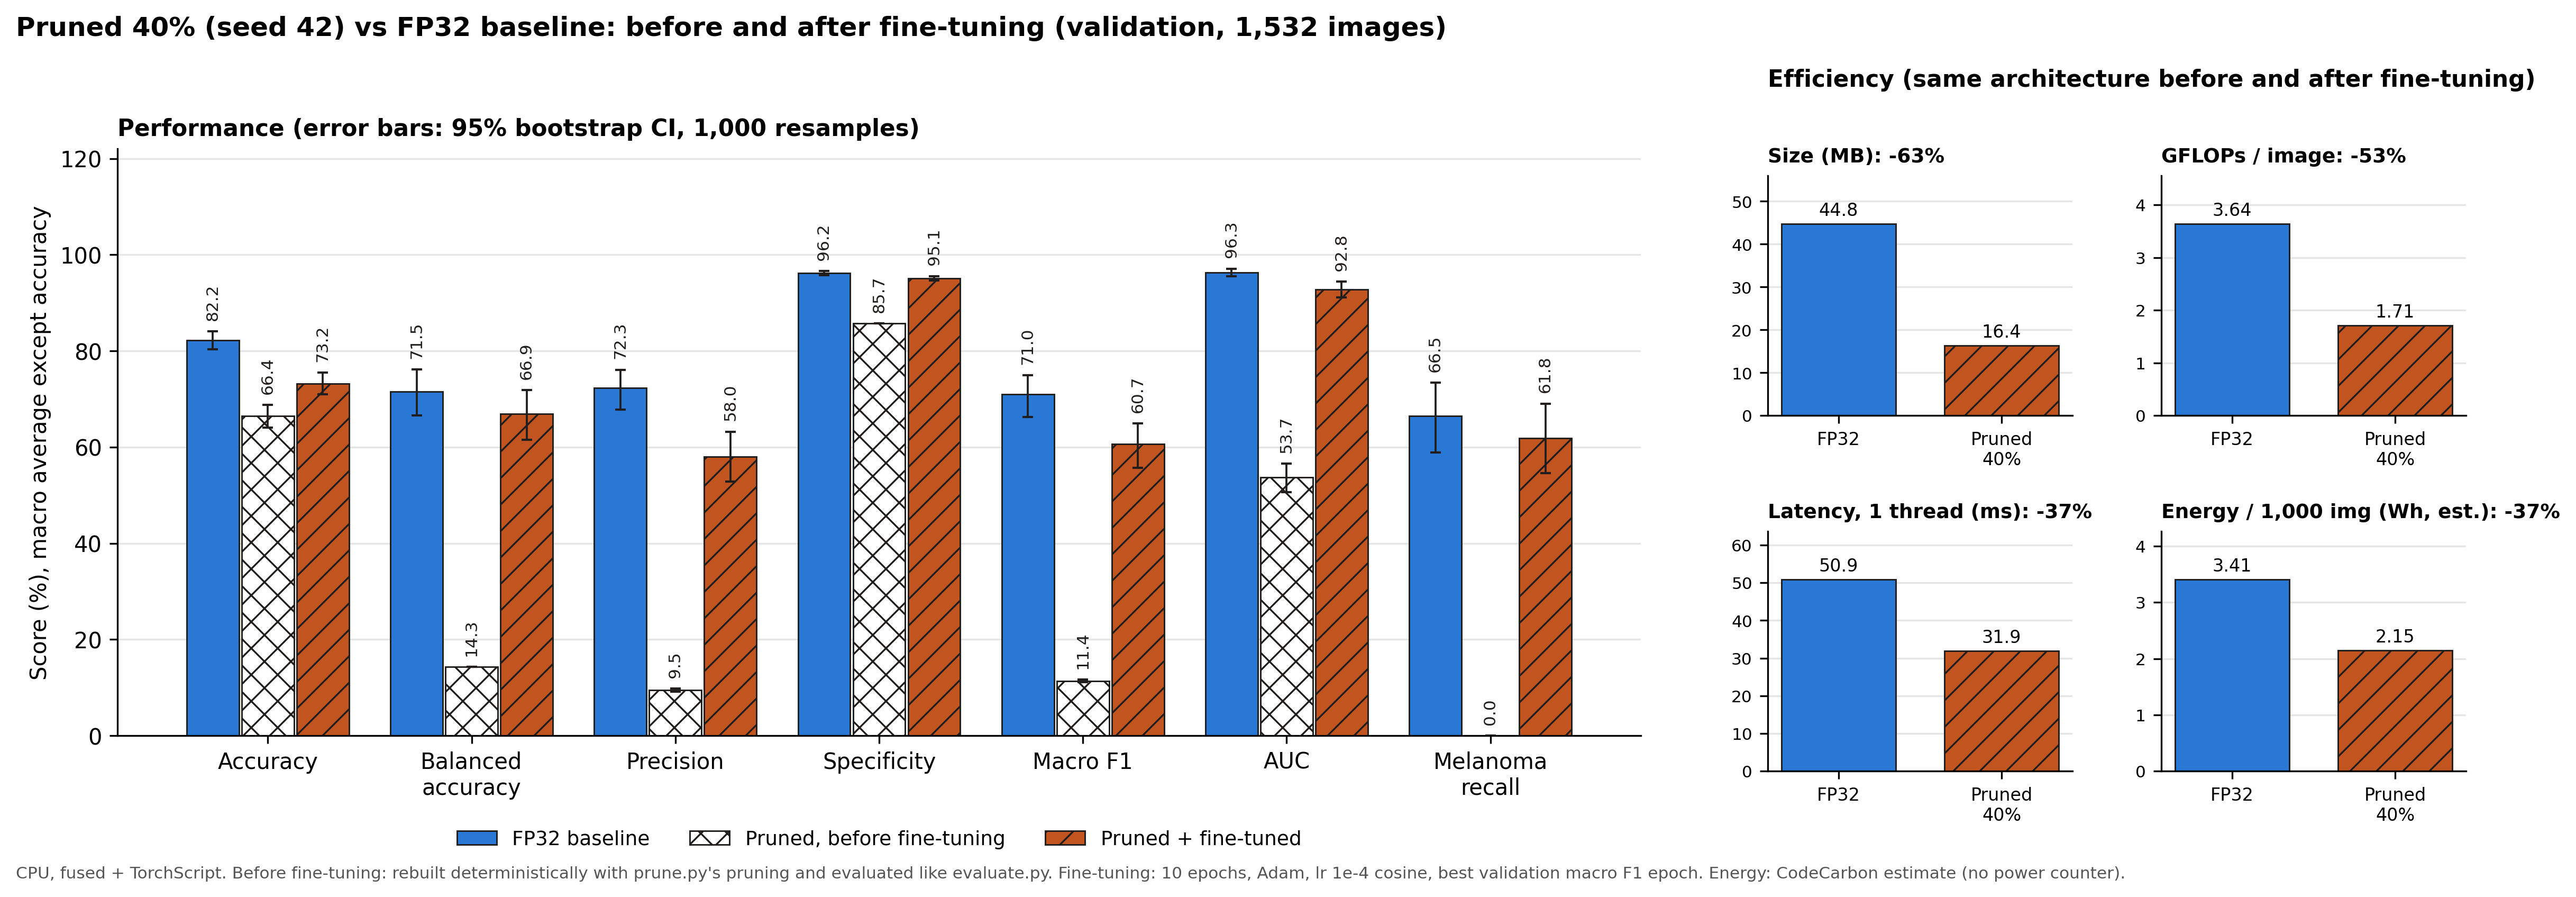 Pruned 40% (seed 42) vs FP32 baseline: before and after fine-tuning (validation, 1,532 images)
Performance (error bars: 95% bootstrap CI, 1,000 resamples)
Score (%), macro average except accuracy
120
100
80
60
40
20
0
82.2
66.4
73.2
71.5
14.3
66.9
72.3
9.5
58.0
96.2
85.7
95.1
71.0
11.4
60.7
96.3
53.7
92.8
66.5
0.0
61.8
Accuracy
Balanced
accuracy
Precision
Specificity
Macro F1
AUC
Melanoma
recall
FP32 baseline
Pruned, before fine-tuning
Pruned + fine-tuned
Efficiency (same architecture before and after fine-tuning)
Size (MB): -63%
50
40
30
20
10
0
44.8
16.4
FP32
Pruned
40%
GFLOPs / image: -53%
4
3
2
1
0
3.64
1.71
FP32
Pruned
40%
Latency, 1 thread (ms): -37%
60
50
40
30
20
10
0
50.9
31.9
FP32
Pruned
40%
Energy / 1,000 img (Wh, est.): -37%
4
3
2
1
0
3.41
2.15
FP32
Pruned
40%
CPU, fused + TorchScript. Before fine-tuning: rebuilt deterministically with prune.py's pruning and evaluated like evaluate.py. Fine-tuning: 10 epochs, Adam, lr 1e-4 cosine, best validation macro F1 epoch. Energy: CodeCarbon estimate (no power counter).